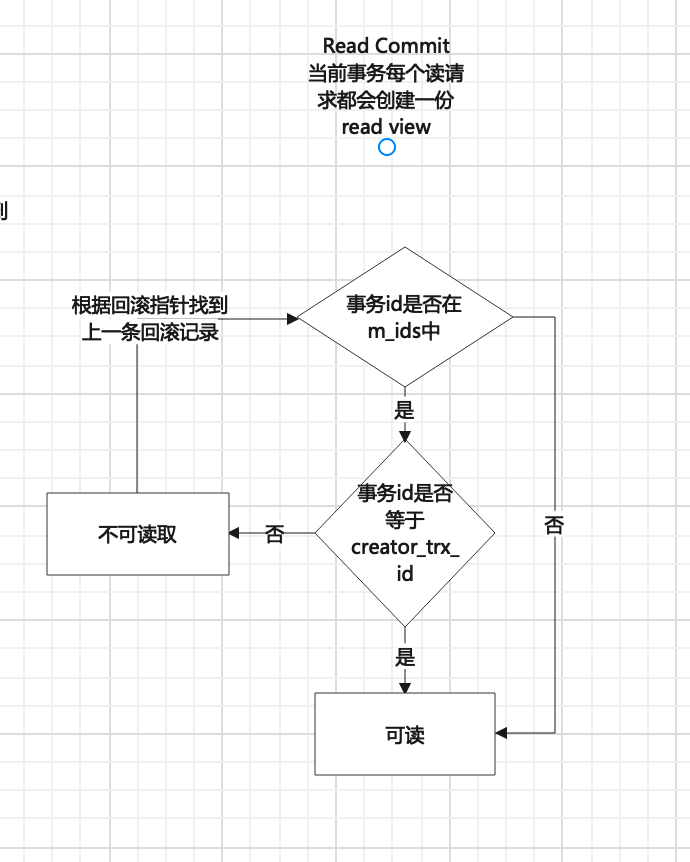 Read Commit
当前事务每个读请
求都会创建一份
read view
根据回滚指针找到
上一条回滚记录
事务id是否在
m_ids中
是
事务id是否
等于
creator_trx_
id
否
不可读取
否
是
可读